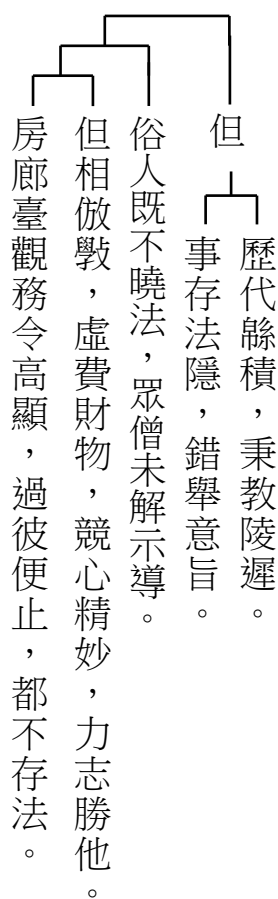 但
歷代緜積，秉教陵遲。
事存法隱，錯舉意旨。
俗人既不曉法，眾僧未解示導。
但相倣斅，虛費財物，競心精妙，力志勝他。
房廊臺觀務令高顯，過彼便止，都不存法。